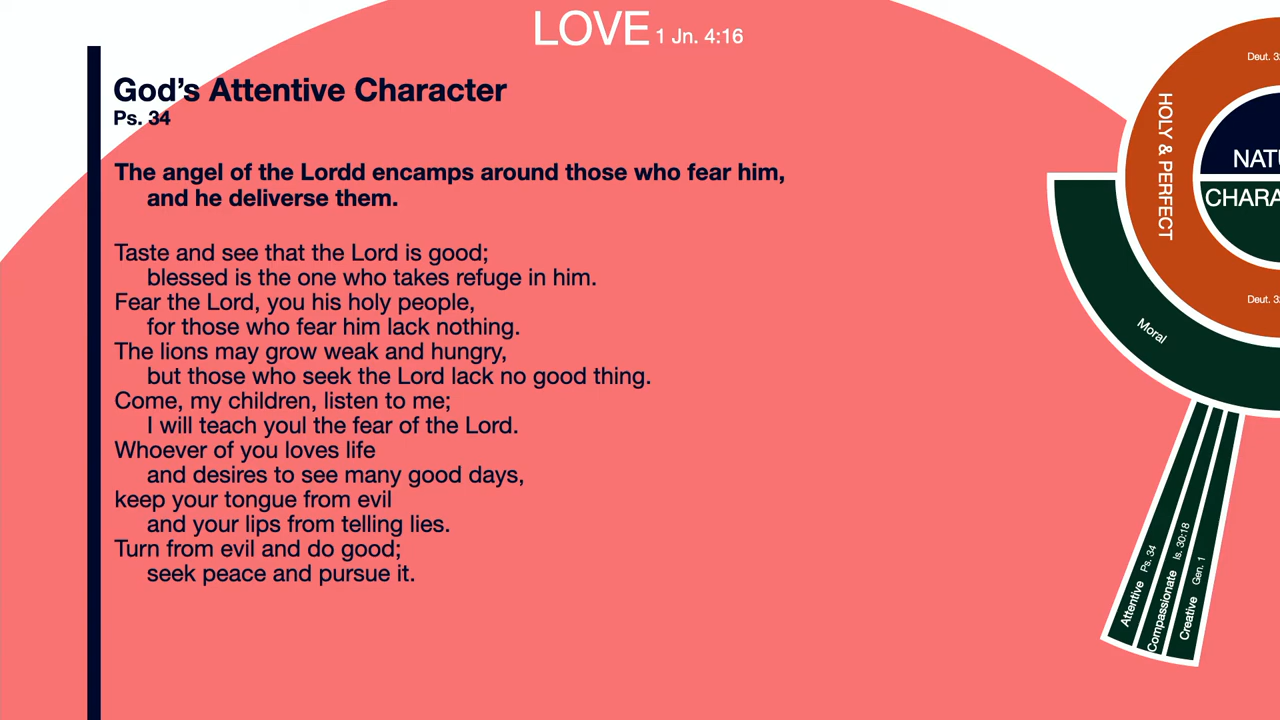 LOVE 1 Jn. 4:16
God's Attentive Character
Ps. 34
The angel of the Lordd encamps around those who fear him,
and he deliverse them.
Taste and see that the Lord is good;
blessed is the one who takes refuge in him.
Fear the Lord, you his holy people,
for those who fear him lack nothing.
The lions may grow weak and hungry,
but those who seek the Lord lack no good thing.
Come, my children, listen to me;
I will teach youl the fear of the Lord.
Whoever of you loves life
and desires to see many good days,
keep your tongue from evil
and your lips from telling lies.
Turn from evil and do good;
seek peace and pursue it.
HOLY & PERFECT
Deut.
NATU
CHARA
Deut.
Moral
Attentive Ps. 34
Compassionate Is. 30:18
Creative Gen. 1